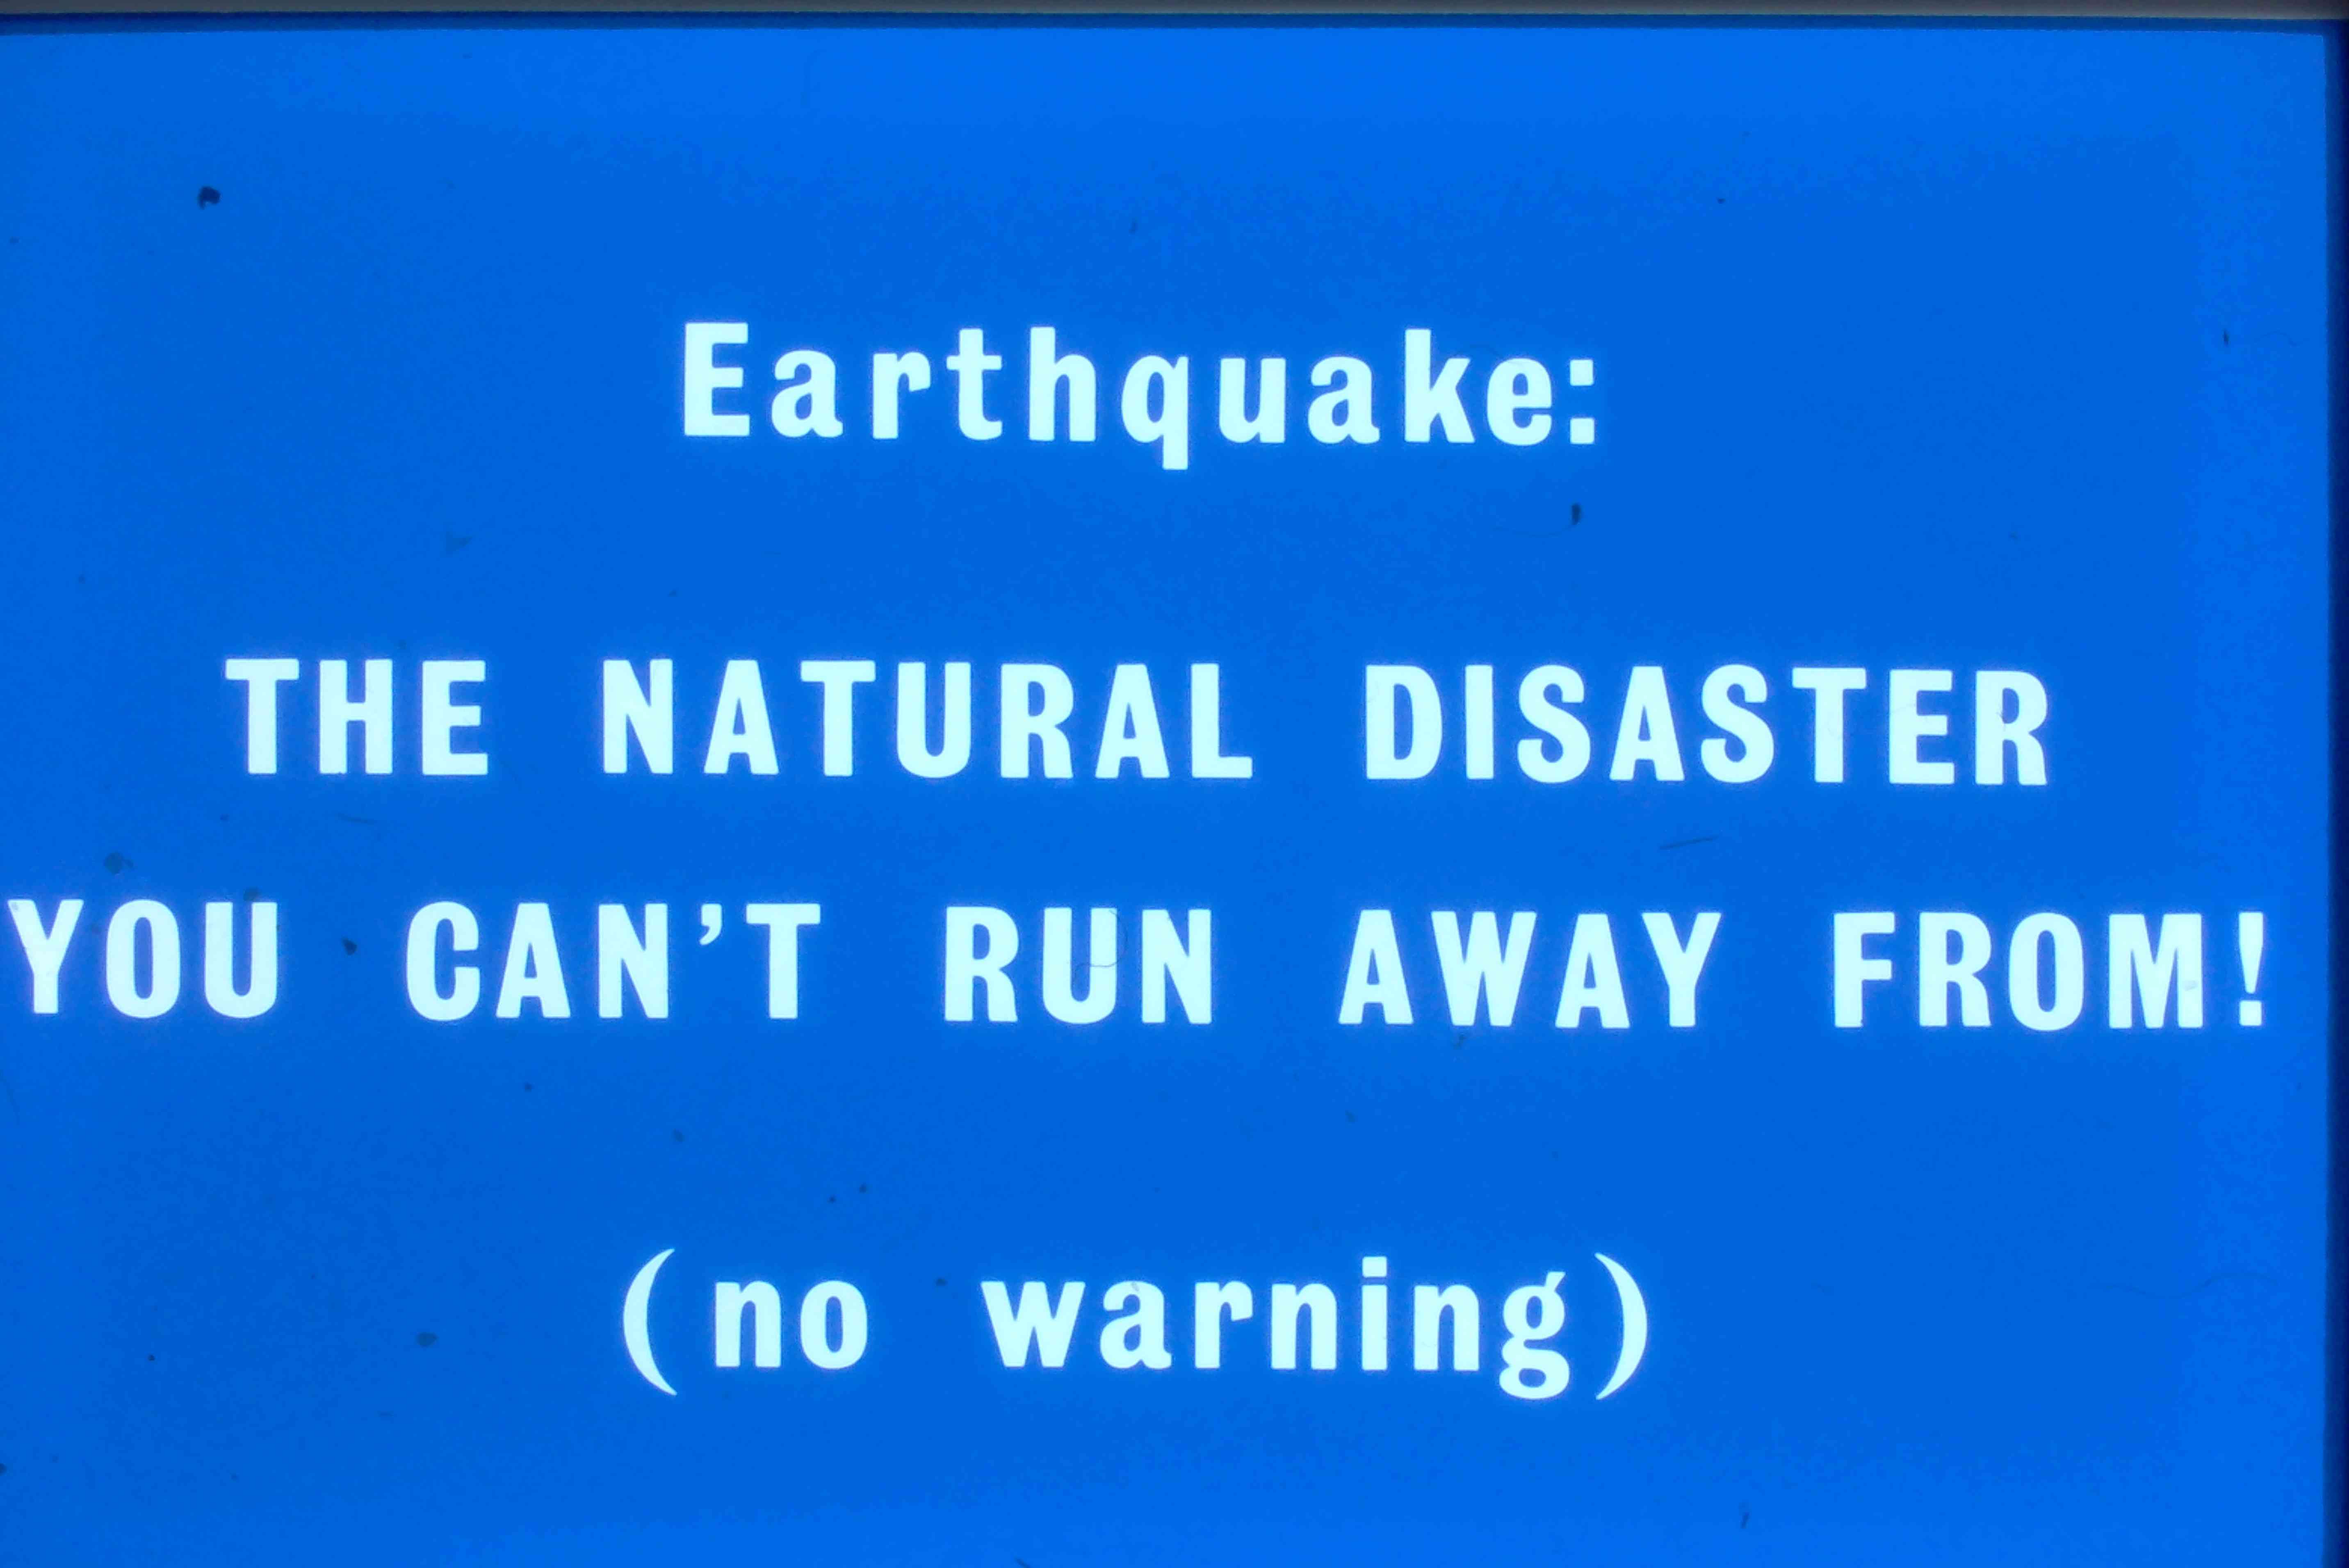 Earthquake:
THE NATURAL DISASTER
YOU CAN'T RUN AWAY FROM!
(no warning)